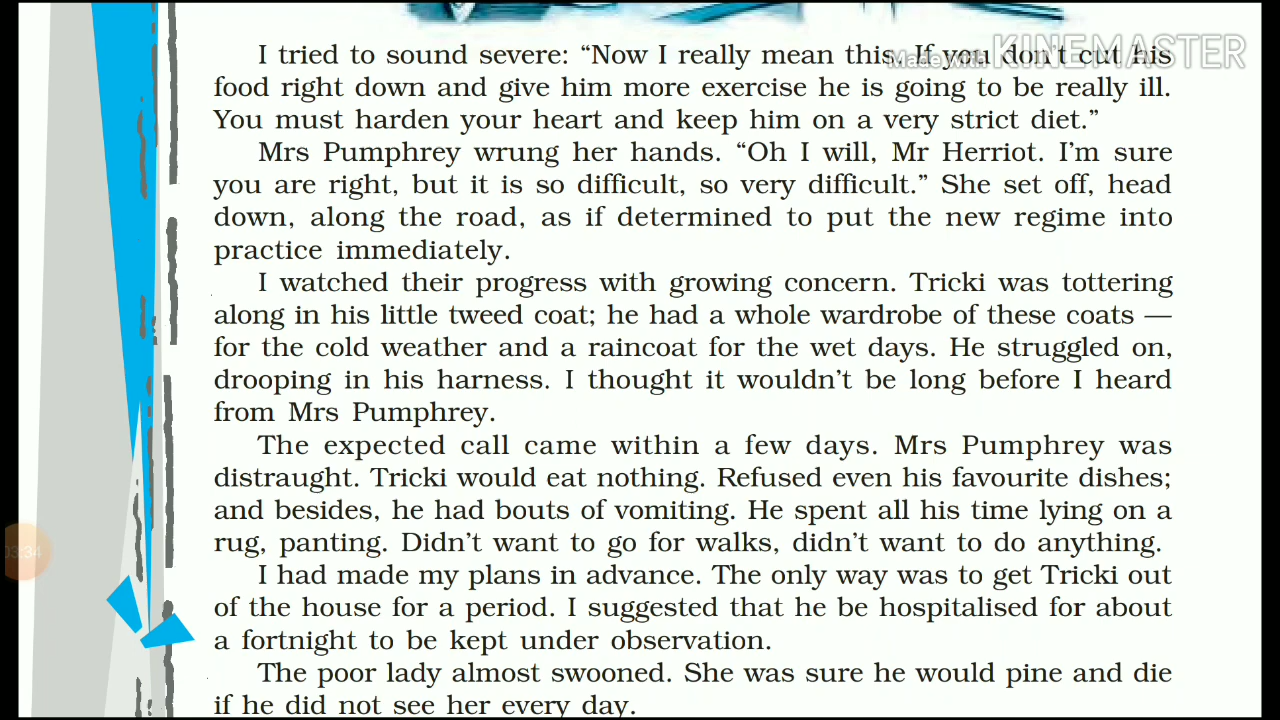 I tried to sound severe: “Now I really mean this. If you don't cut his
Made with KINEMASTER
food right down and give him more exercise he is going to be really ill.
You must harden your heart and keep him on a very strict diet.”
Mrs Pumphrey wrung her hands. “Oh I will, Mr Herriot. I’m sure
you are right, but it is so difficult, so very difficult.” She set off, head
down, along the road, as if determined to put the new regime into
practice immediately.
I watched their progress with growing concern. Tricki was tottering
along in his little tweed coat; he had a whole wardrobe of these coats —
for the cold weather and a raincoat for the wet days. He struggled on,
drooping in his harness. I thought it wouldn’t be long before I heard
from Mrs Pumphrey.
The expected call came within a few days. Mrs Pumphrey was
distraught. Tricki would eat nothing. Refused even his favourite dishes;
and besides, he had bouts of vomiting. He spent all his time lying on a
rug, panting. Didn’t want to go for walks, didn’t want to do anything.
03:34
I had made my plans in advance. The only way was to get Tricki out
of the house for a period. I suggested that he be hospitalised for about
a fortnight to be kept under observation.
The poor lady almost swooned. She was sure he would pine and die
if he did not see her every day.